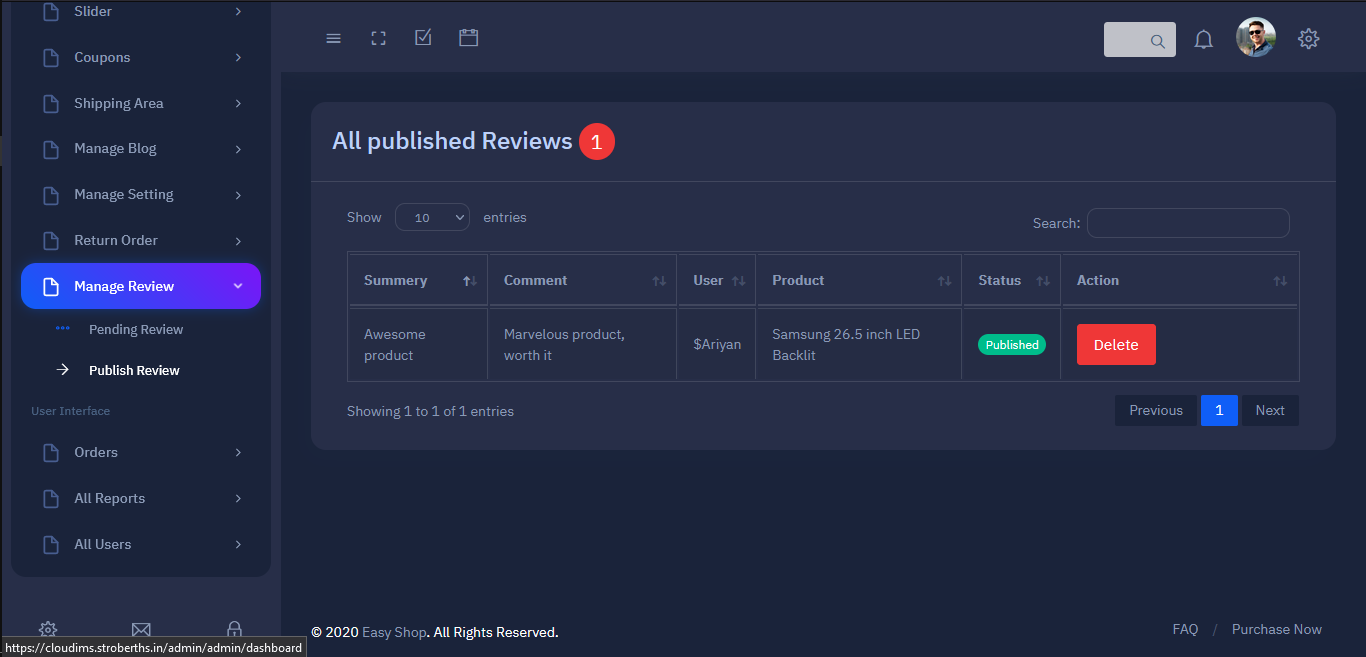 Slider
Coupons
Shipping Area
Manage Blog
Manage Setting
Return Order
Manage Review
Pending Review
Publish Review
User Interface
Orders
All Reports
All Users
All published Reviews 1
Show 10 entries
Search:
Summery Comment User Product Status Action
Awesome product
Marvelous product,
worth it
$Ariyan
Samsung 26.5 inch LED
Backlit
Published
Delete
Showing 1 to 1 of 1 entries
Previous 1 Next
© 2020 Easy Shop. All Rights Reserved.
FAQ / Purchase Now
https://cloudims.stroberths.in/admin/admin/dashboard